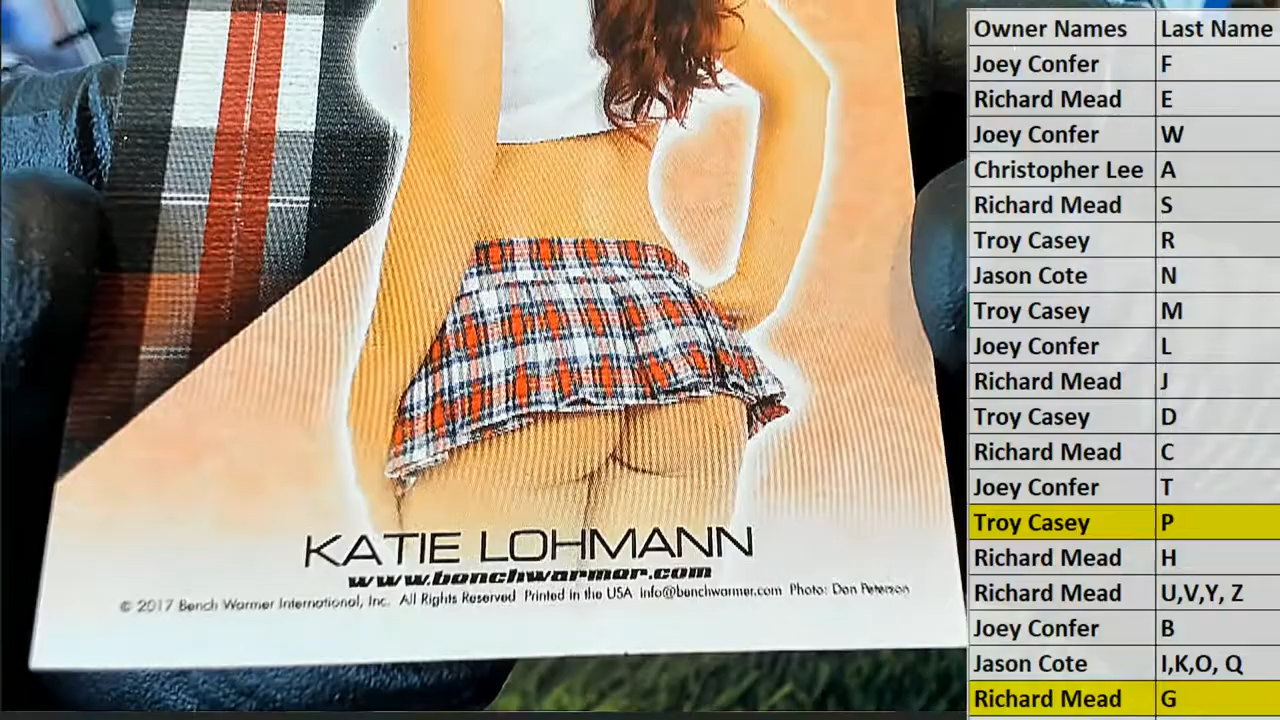 KATIE LOHMANN
www.benchwarmer.com
© 2017 Bench Warmer International, Inc. All Rights Reserved Printed in the USA Info@benchwarmer.com Photo: Don Peterson
Owner Names Last Name
Joey Confer F
Richard Mead E
Joey Confer W
Christopher Lee A
Richard Mead S
Troy Casey R
Jason Cote N
Troy Casey M
Joey Confer L
Richard Mead J
Troy Casey D
Richard Mead C
Joey Confer T
Troy Casey P
Richard Mead H
Richard Mead U,V,Y, Z
Joey Confer B
Jason Cote I,K,O, Q
Richard Mead G